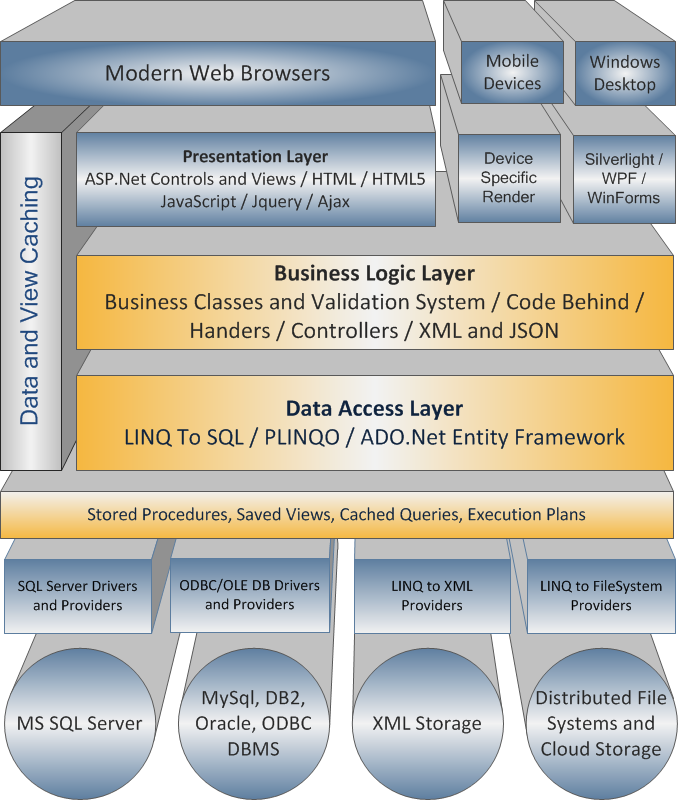 Modern Web Browsers
Mobile
Devices
Windows
Desktop
Presentation Layer
ASP.Net Controls and Views / HTML / HTML5
JavaScript / Jquery / Ajax
Device
Specific
Render
Silverlight /
WPF /
WinForms
Data and View Caching
Business Logic Layer
Business Classes and Validation System / Code Behind /
Handers / Controllers / XML and JSON
Data Access Layer
LINQ To SQL / PLINQO / ADO.Net Entity Framework
Stored Procedures, Saved Views, Cached Queries, Execution Plans
SQL Server Drivers
and Providers
ODBC/OLE DB Drivers
and Providers
LINQ to XML
Providers
LINQ to FileSystem
Providers
MS SQL Server
MySql, DB2,
Oracle, ODBC
DBMS
XML Storage
Distributed File
Systems and
Cloud Storage